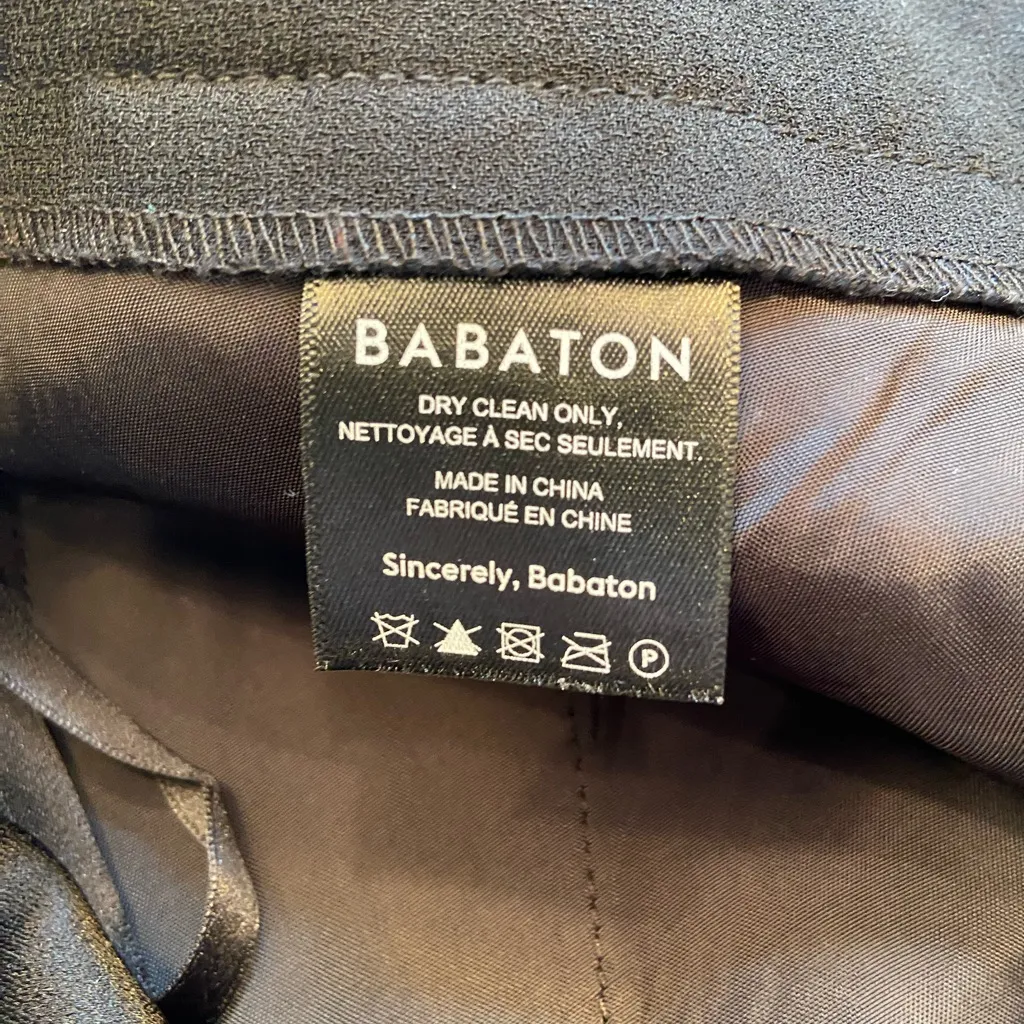 BABATON
DRY CLEAN ONLY,
NETTOYAGE À SEC SEULEMENT.
MADE IN CHINA
FABRIQUÉ EN CHINE
Sincerely, Babaton
P